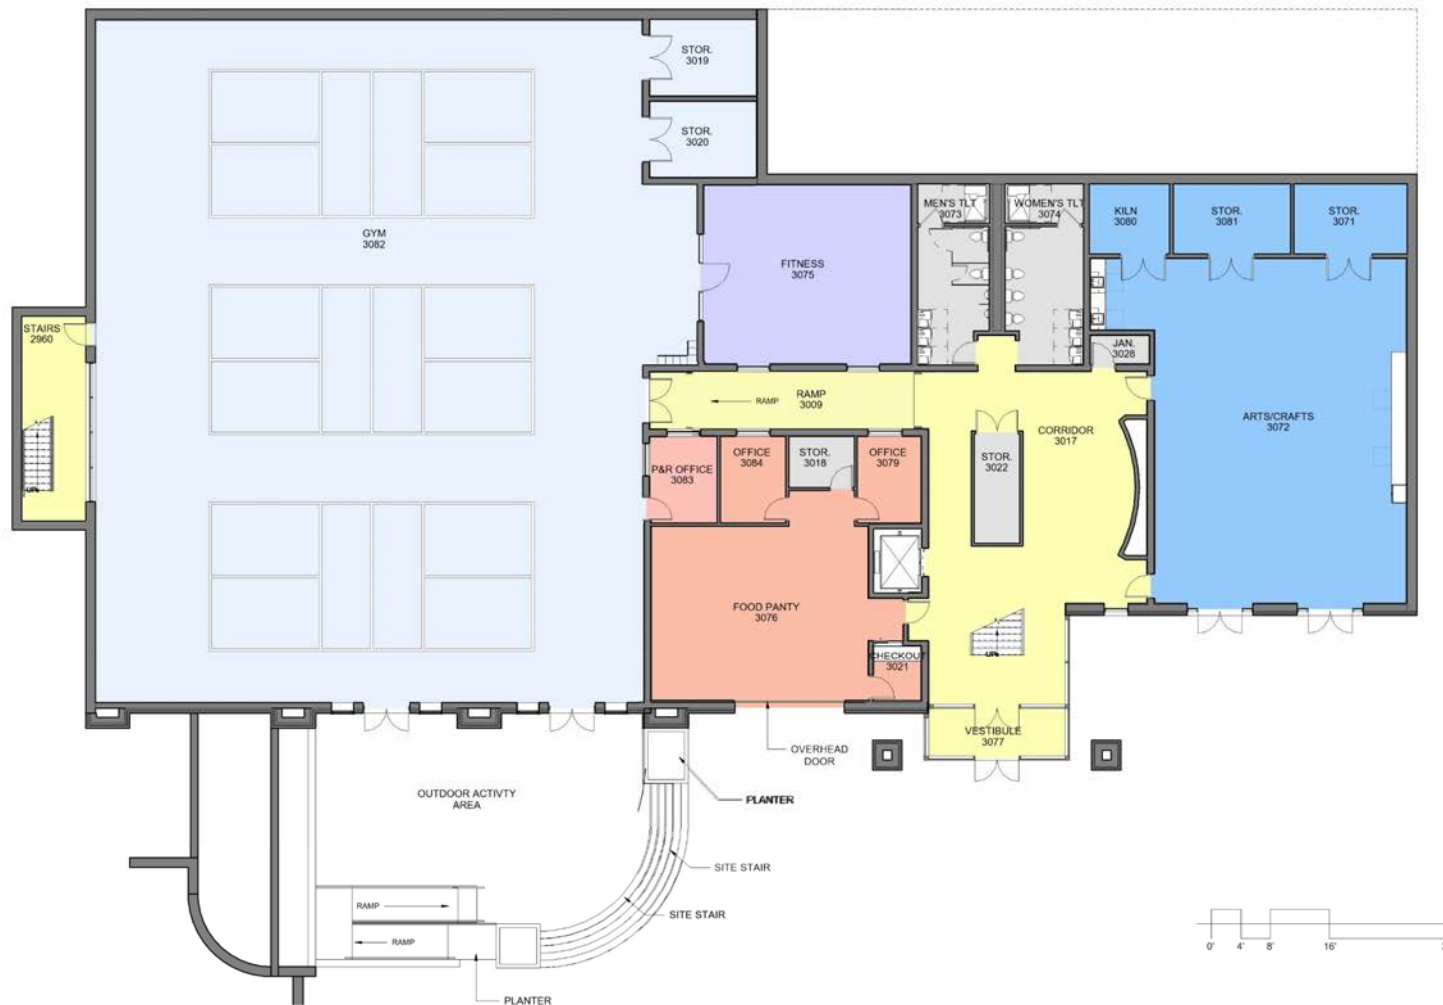 STOR.
3019
STOR.
3020
GYM
3082
MEN'S TLT
3073
WOMEN'S TLT
3074
KILN
3080
STOR.
3081
STOR.
3071
FITNESS
3075
STAIRS
2960
UP
JAN.
3028
RAMP
RAMP
3009
CORRIDOR
3017
ARTS/CRAFTS
3072
P&R OFFICE
3083
OFFICE
3084
STOR.
3018
OFFICE
3079
STOR.
3022
FOOD PANTY
3076
CHECKOUT
3021
UP
VESTIBULE
3077
OVERHEAD
DOOR
OUTDOOR ACTIVTY
AREA
PLANTER
SITE STAIR
SITE STAIR
RAMP
RAMP
PLANTER
0' 4' 8' 16'